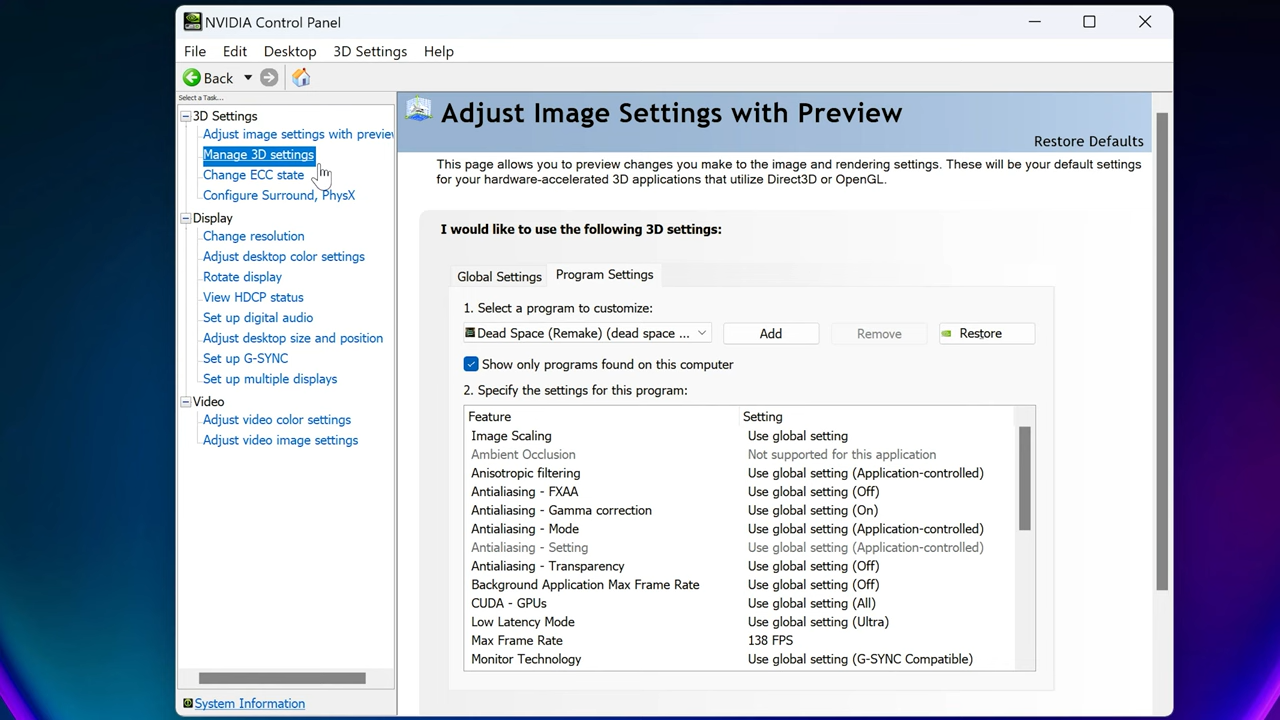 NVIDIA Control Panel
File Edit Desktop 3D Settings Help
Back
Select a Task...
3D Settings
Adjust image settings with preview
Manage 3D settings
Change ECC state
Configure Surround, PhysX
Display
Change resolution
Adjust desktop color settings
Rotate display
View HDCP status
Set up digital audio
Adjust desktop size and position
Set up G-SYNC
Set up multiple displays
Video
Adjust video color settings
Adjust video image settings
System Information
Adjust Image Settings with Preview
Restore Defaults
This page allows you to preview changes you make to the image and rendering settings. These will be your default settings
for your hardware-accelerated 3D applications that utilize Direct3D or OpenGL.
I would like to use the following 3D settings:
Global Settings Program Settings
1. Select a program to customize:
Dead Space (Remake) (dead space ... Add Remove Restore
Show only programs found on this computer
2. Specify the settings for this program:
Feature Setting
Image Scaling Use global setting
Ambient Occlusion Not supported for this application
Anisotropic filtering Use global setting (Application-controlled)
Antialiasing - FXAA Use global setting (Off)
Antialiasing - Gamma correction Use global setting (On)
Antialiasing - Mode Use global setting (Application-controlled)
Antialiasing - Setting Use global setting (Application-controlled)
Antialiasing - Transparency Use global setting (Off)
Background Application Max Frame Rate Use global setting (Off)
CUDA - GPUs Use global setting (All)
Low Latency Mode Use global setting (Ultra)
Max Frame Rate 138 FPS
Monitor Technology Use global setting (G-SYNC Compatible)